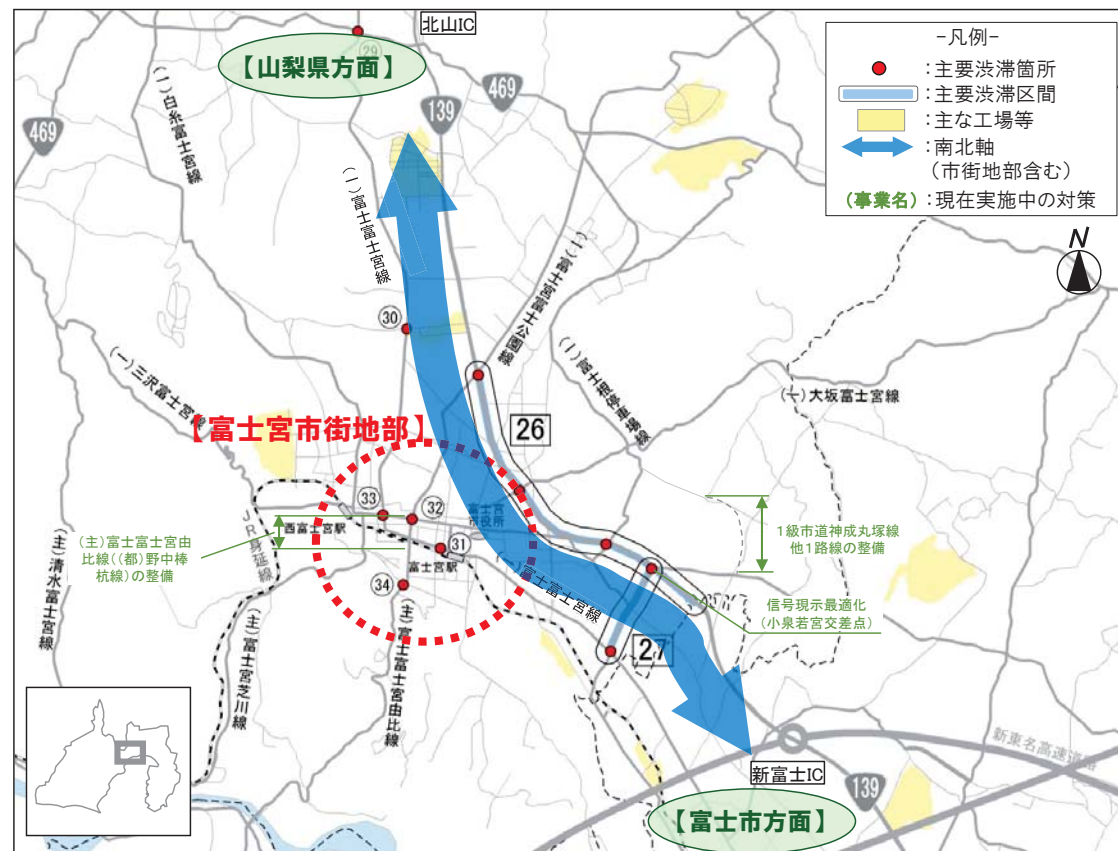 北山IC
㉙
【山梨県方面】
469
139
469
(一)白糸富士宮線
(一)富士富士宮線
(一)富士宮富士公園線
(一)富士根停車場線
(一)大坂富士宮線
(一)三沢富士宮線
㉚
26
【富士宮市街地部】
㉝
㉜
富士宮
市役所
西富士宮駅
㉛
富士宮駅
JR身延線
(主)富士富士宮由
比線((都)野中棒
杭線)の整備
㉞
(一)富士富士宮線
27
1級市道神成丸塚線
他1路線の整備
信号現示最適化
(小泉若宮交差点)
(主)清水富士宮線
(主)富士宮芝川線
(主)富士富士宮由比線
新東名高速道路
新富士IC
139
【富士市方面】
-凡例-
:主要渋滞箇所
:主要渋滞区間
:主な工場等
:南北軸
(市街地部含む)
(事業名):現在実施中の対策
N